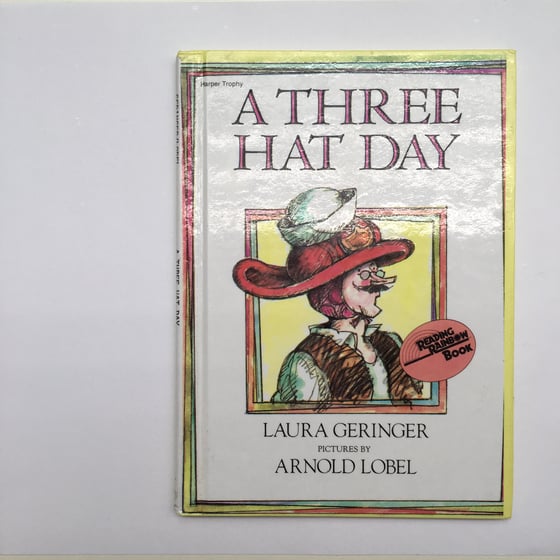 Harper Trophy
A THREE
HAT DAY
READING
RAINBOW
BOOK
LAURA GERINGER
PICTURES BY
ARNOLD LOBEL
A THREE HAT DAY